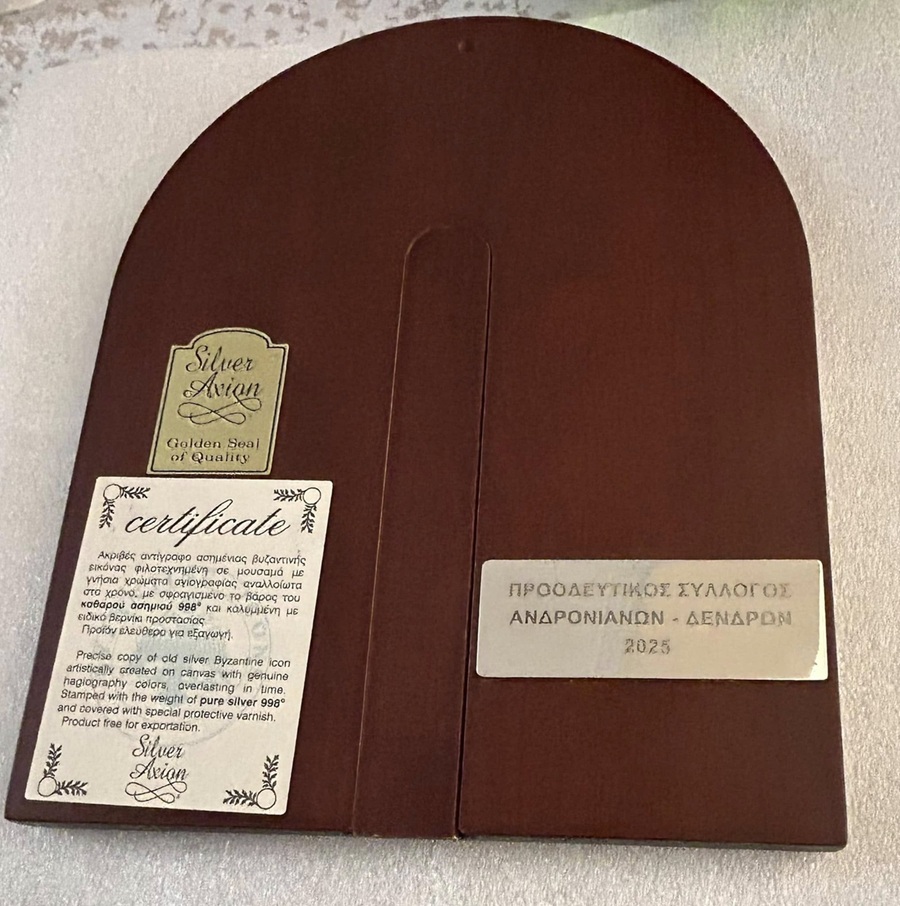 Silver
Axion
Golden Seal
of Quality
certificate
Ακριβές αντίγραφο ασημένιας βυζαντινής
εικόνας φιλοτεχνημένη σε μουσαμά με
γνήσια χρώματα αγιογραφίας αναλλοίωτα
στο χρόνο, με σφραγισμένο το βάρος του
καθαρού ασημιού 998° και καλυμμένη με
ειδικό βερνίκι προστασίας.
Προϊόν ελεύθερο για εξαγωγή.
Precise copy of old silver Byzantine icon
artistically created on canvas with genuine
hagiography colors, overlasting in time.
Stamped with the weight of pure silver 998°
and covered with special protective varnish.
Product free for exportation.
Silver
Axion
ΠΡΟΟΔΕΥΤΙΚΟΣ ΣΥΛΛΟΓΟΣ
ΑΝΔΡΟΝΙΑΝΩΝ - ΔΕΝΔΡΩΝ
2025